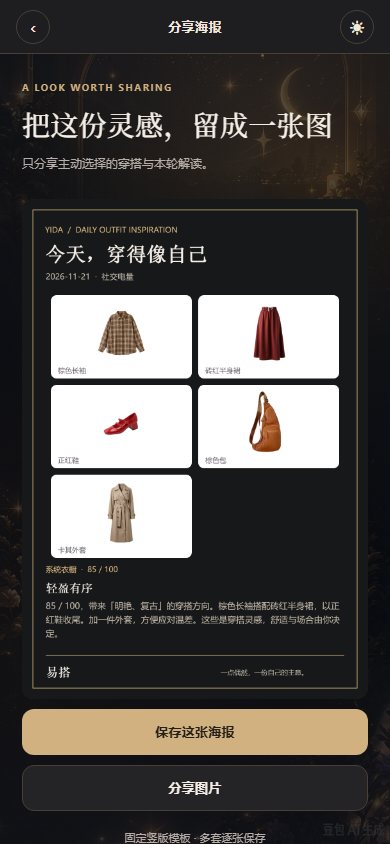 分享海报
A LOOK WORTH SHARING
把这份灵感，留成一张图
只分享主动选择的穿搭与本轮解读。
YIDA / DAILY OUTFIT INSPIRATION
今天，穿得像自己
2026-11-21 · 社交电量
棕色长袖
砖红半身裙
正红鞋
棕色包
卡其外套
系统衣橱 · 85 / 100
轻盈有序
85 / 100，带来「明艳、复古」的穿搭方向。棕色长袖搭配砖红半身裙，以正
红鞋收尾。加一件外套，方便应对温差。这些是穿搭灵感，舒适与场合由你决
定。
易搭
一点偶然，一份自己的主意。
保存这张海报
分享图片
豆包AI生成
固定竖版模板 · 多套逐张保存